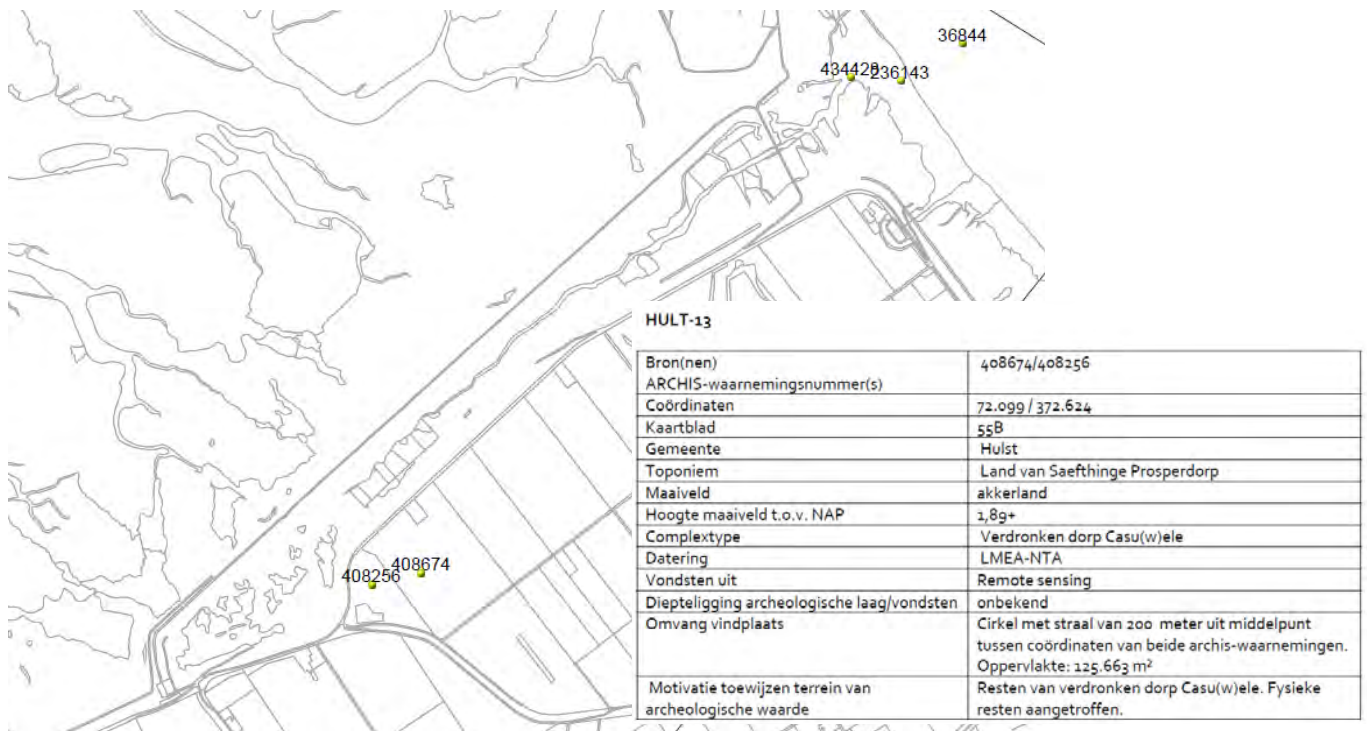 36844
434428
236143
408674
408256
HULT-13
Bron(nen)
ARCHIS-waarnemingsnummer(s)
408674/408256
Coördinaten
72.099 / 372.624
Kaartblad
55B
Gemeente
Hulst
Toponiem
Land van Saefthinge Prosperdorp
Maaiveld
akkerland
Hoogte maaiveld t.o.v. NAP
1,89+
Complextype
Verdronken dorp Casu(w)ele
Datering
LMEA-NTA
Vondsten uit
Remote sensing
Diepteligging archeologische laag/vondsten
onbekend
Omvang vindplaats
Cirkel met straal van 200 meter uit middelpunt
tussen coördinaten van beide archis-waarnemingen.
Oppervlakte: 125.663 m²
Motivatie toewijzen terrein van
archeologische waarde
Resten van verdronken dorp Casu(w)ele. Fysieke
resten aangetroffen.